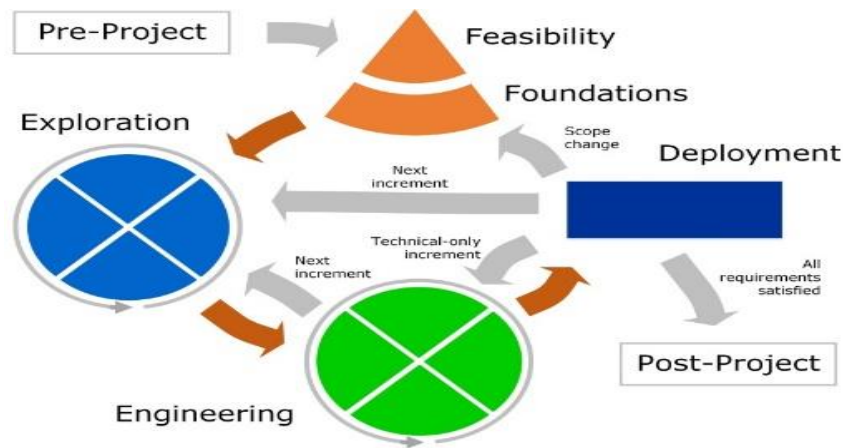 Pre-Project
Feasibility
Foundations
Exploration
Scope
change
Deployment
Next
increment
Technical-only
increment
Next
increment
All
requirements
satisfied
Post-Project
Engineering